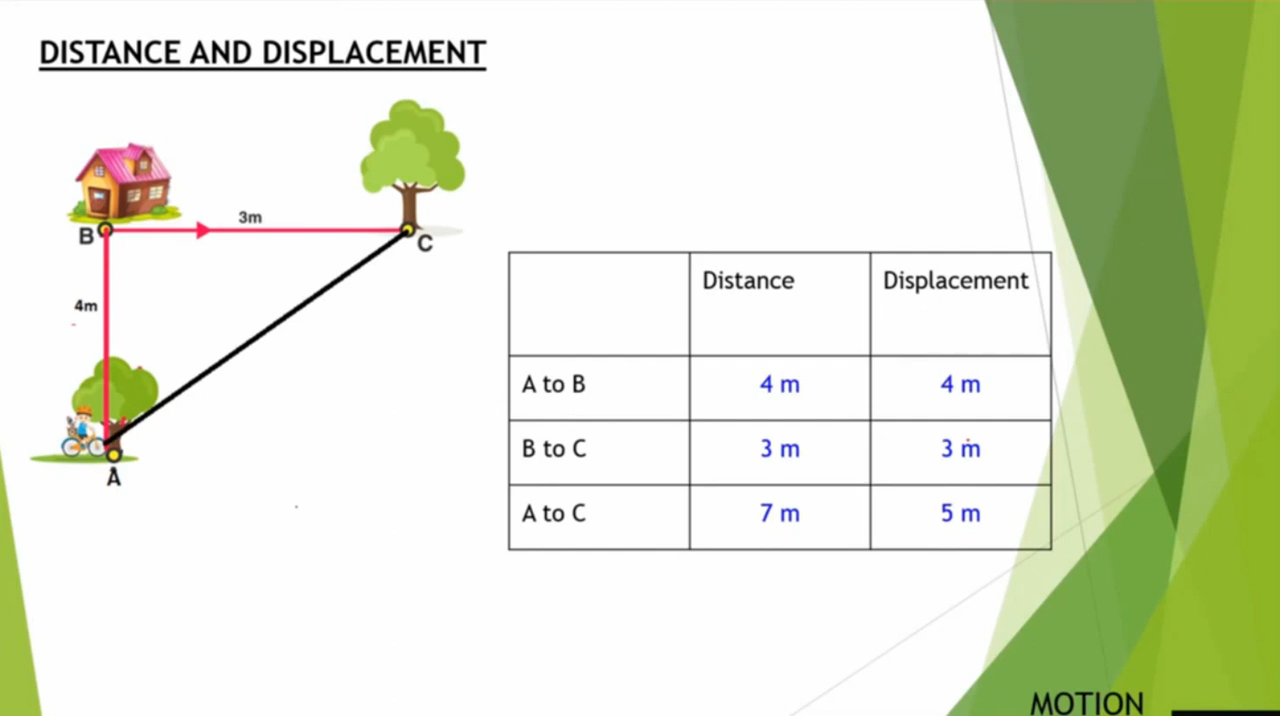 DISTANCE AND DISPLACEMENT
3m
B
C
4m
A
Distance Displacement
A to B 4 m 4 m
B to C 3 m 3 m
A to C 7 m 5 m
MOTION